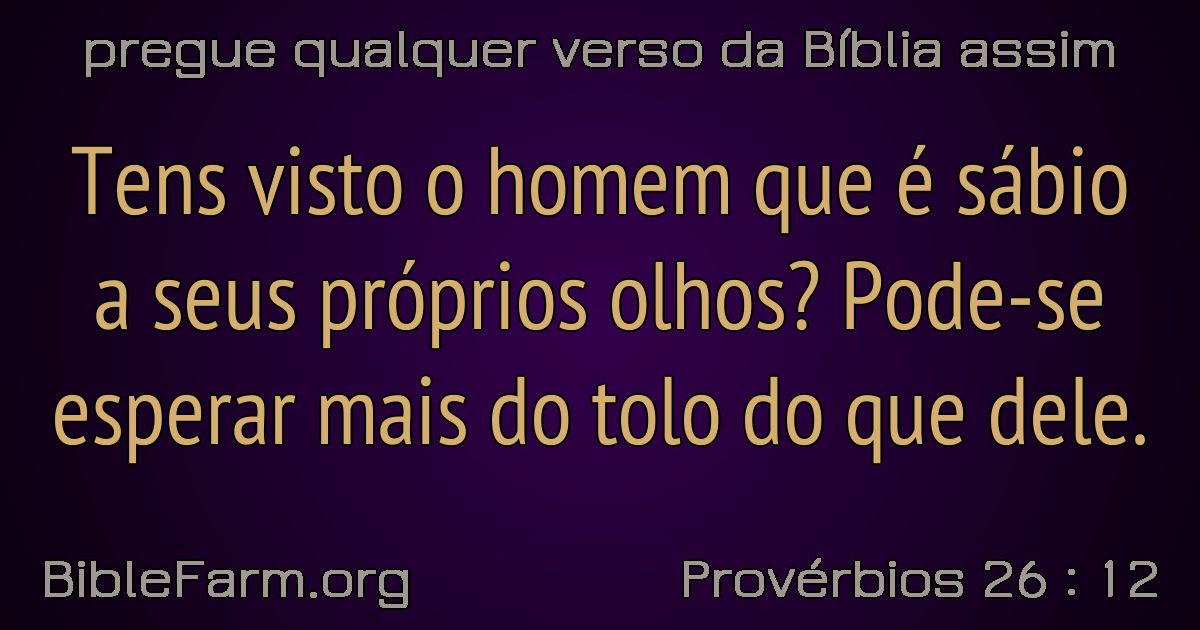 pregue qualquer verso da Bíblia assim
Tens visto o homem que é sábio
a seus próprios olhos? Pode-se
esperar mais do tolo do que dele.
BibleFarm.org
Provérbios 26 : 12